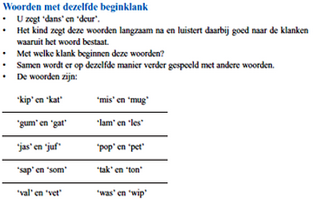 Woorden met dezelfde beginklank
• U zegt 'dans' en 'deur'.
• Het kind zegt deze woorden langzaam na en luistert daarbij goed naar de klanken
waaruit het woord bestaat.
• Met welke klank beginnen deze woorden?
• Samen wordt er op dezelfde manier verder gespeeld met andere woorden.
• De woorden zijn:
'kip' en 'kat' 'mis' en 'mug'
'gum' en 'gat' 'lam' en 'les'
'jas' en 'juf' 'pop' en 'pet'
'sap' en 'som' 'tak' en 'ton'
'val' en 'vet' 'was' en 'wip'